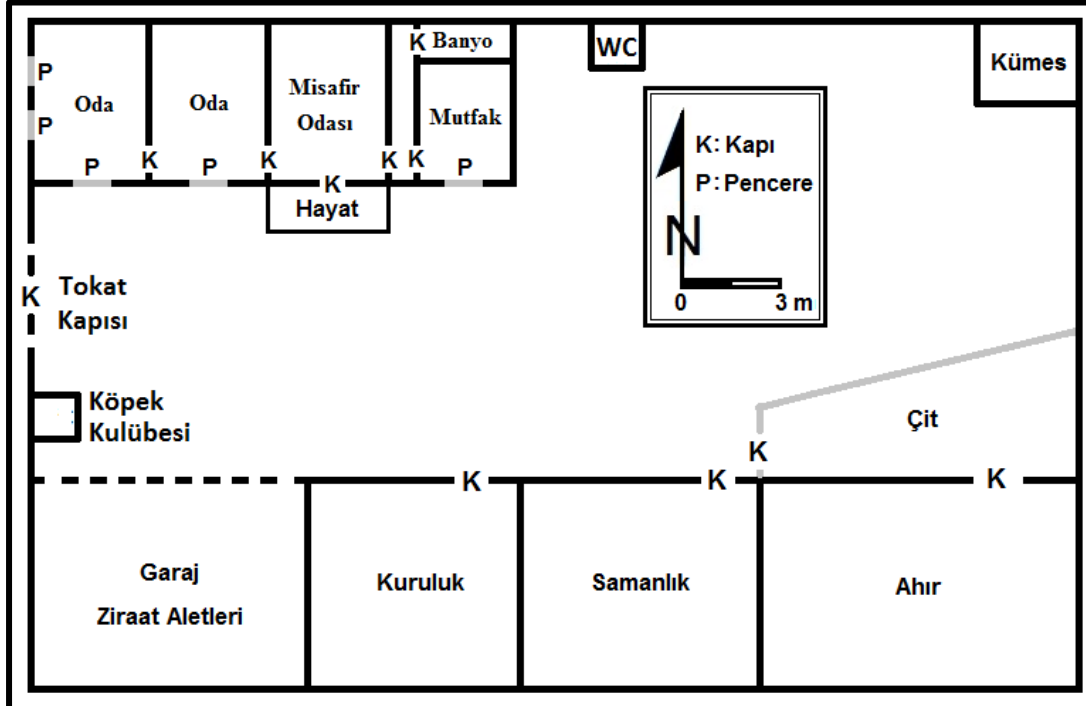 K Banyo
WC
Kümes
P
Oda
P
Oda
Misafir
Odası
Mutfak
P
K
P
K
K
K
K
P
Hayat
K: Kapı
P: Pencere
N
0
3 m
K
Tokat
Kapısı
Köpek
Kulübesi
Çit
K
K
K
K
Garaj
Ziraat Aletleri
Kuruluk
Samanlık
Ahır